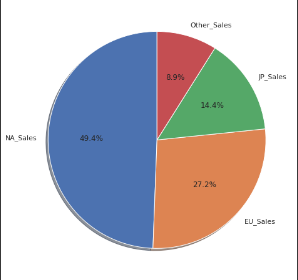 Other_Sales
8.9%
JP_Sales
14.4%
NA_Sales
49.4%
27.2%
EU_Sales